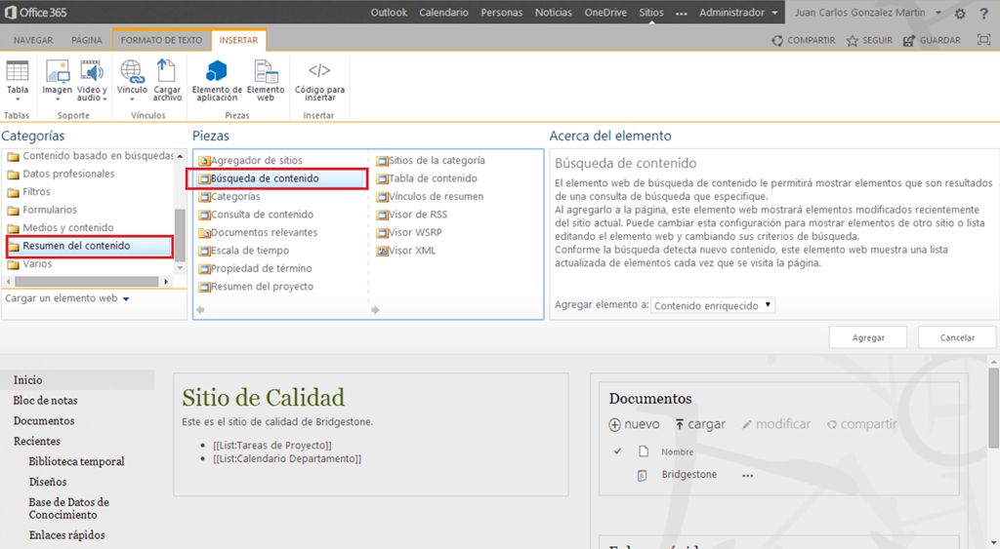 Office 365
Outlook Calendario Personas Noticias OneDrive Sitios ... Administrador Juan Carlos Gonzalez Martin ?
NAVEGAR PÁGINA FORMATO DE TEXTO INSERTAR COMPARTIR SEGUIR GUARDAR
Tabla Imagen Video y audio Vínculo Cargar archivo Elemento de aplicación Elemento web Código para insertar
Tablas Soporte Vínculos Piezas Insertar
Categorías
Contenido basado en búsquedas
Datos profesionales
Filtros
Formularios
Medios y contenido
Resumen del contenido
Varios
Cargar un elemento web
Piezas
Agregador de sitios
Búsqueda de contenido
Categorías
Consulta de contenido
Documentos relevantes
Escala de tiempo
Propiedad de término
Resumen del proyecto
Sitios de la categoría
Tabla de contenido
Vínculos de resumen
Visor de RSS
Visor WSRP
Visor XML
Acerca del elemento
Búsqueda de contenido
El elemento web de búsqueda de contenido le permitirá mostrar elementos que son resultados
de una consulta de búsqueda que especifique.
Al agregarlo a la página, este elemento web mostrará elementos modificados recientemente
del sitio actual. Puede cambiar esta configuración para mostrar elementos de otro sitio o lista
editando el elemento web y cambiando sus criterios de búsqueda.
Conforme la búsqueda detecta nuevo contenido, este elemento web muestra una lista
actualizada de elementos cada vez que se visita la página.
Agregar elemento a: Contenido enriquecido
Agregar Cancelar
Inicio
Bloc de notas
Documentos
Recientes
Biblioteca temporal
Diseños
Base de Datos de
Conocimiento
Enlaces rápidos
Sitio de Calidad
Este es el sitio de calidad de Bridgestone.
[[List:Tareas de Proyecto]]
[[List:Calendario Departamento]]
Documentos
nuevo cargar modificar compartir
Nombre
Bridgestone ...